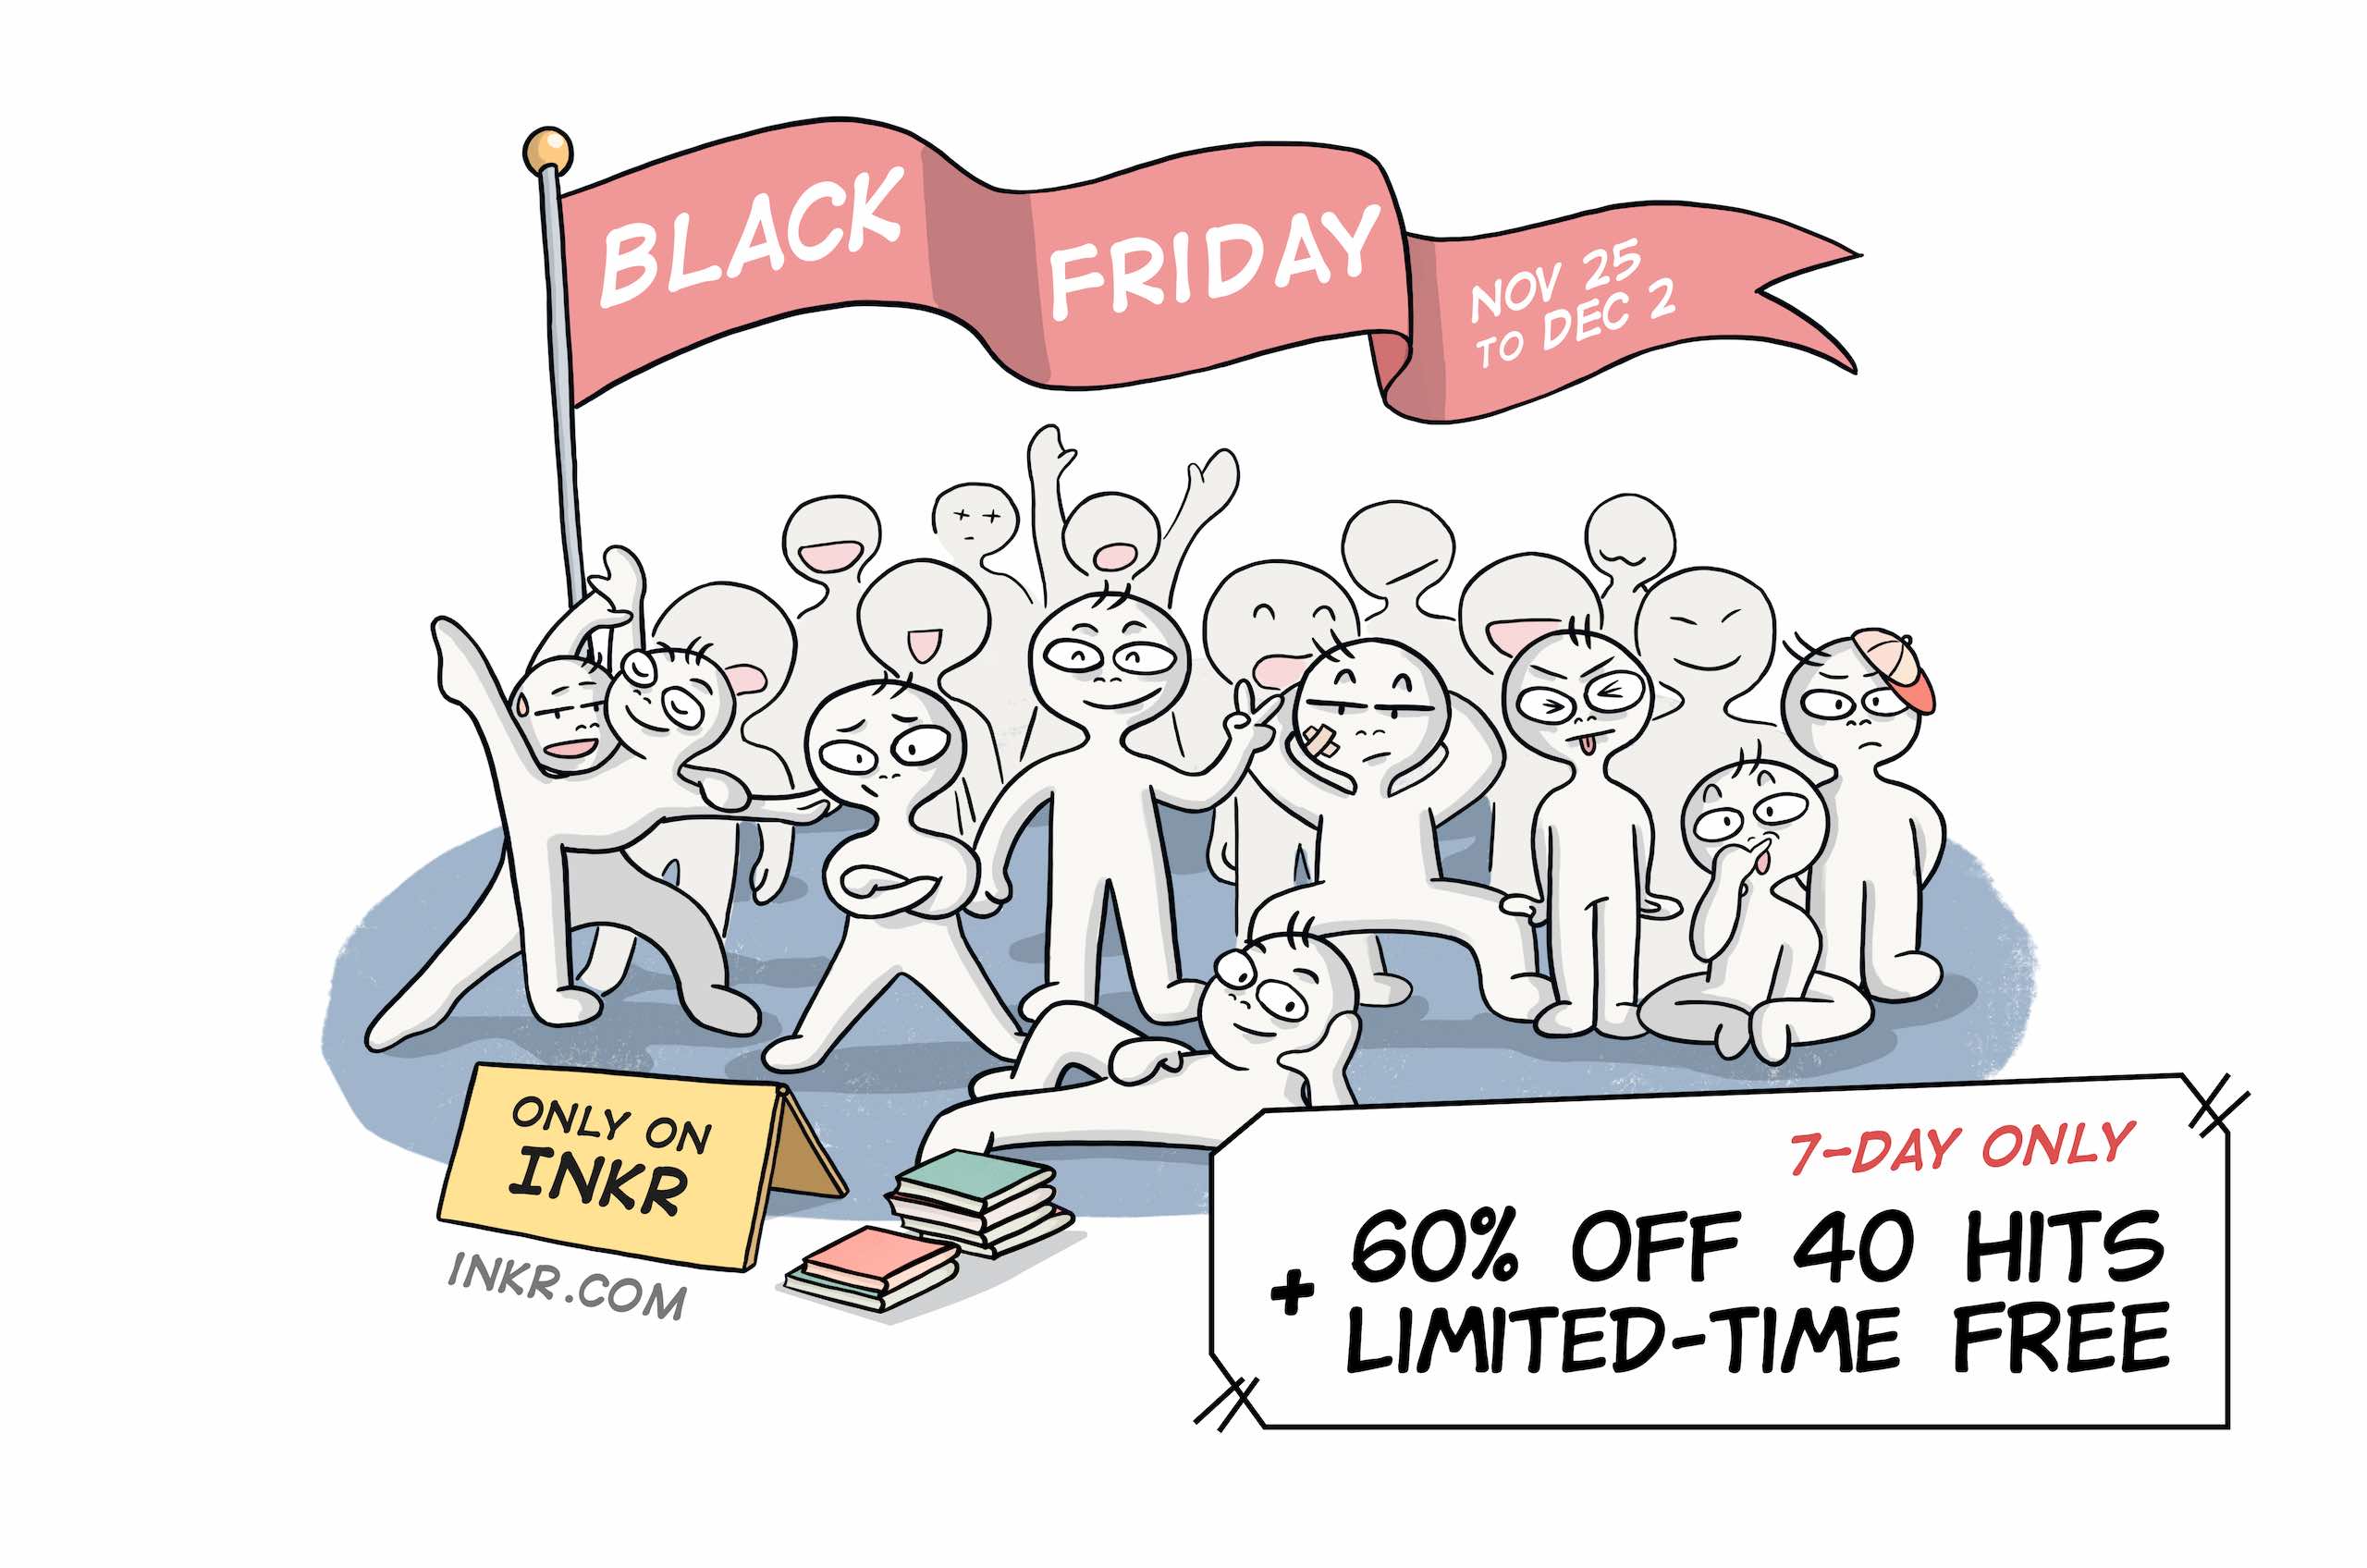 BLACK FRIDAY
NOV 25
TO DEC 2
ONLY ON
INKR
INKR.COM
7-DAY ONLY
60% OFF 40 HITS
+ LIMITED-TIME FREE